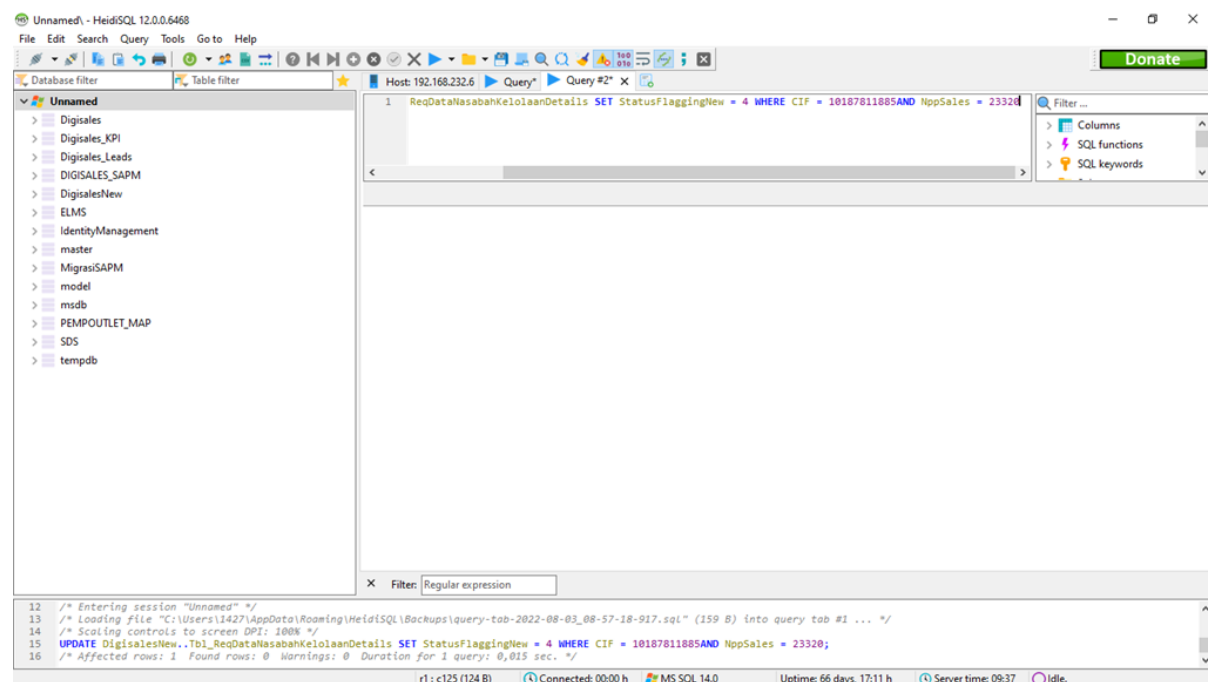 Unnamed\ - HeidiSQL 12.0.0.6468
File Edit Search Query Tools Go to Help
Donate
Database filter
Table filter
Host: 192.168.232.6
Query*
Query #2*
Unnamed
Digisales
Digisales_KPI
Digisales_Leads
DIGISALES_SAPM
DigisalesNew
ELMS
IdentityManagement
master
MigrasiSAPM
model
msdb
PEMPOUTLET_MAP
SDS
tempdb
1 ReqDataNasabahKelolaanDetails SET StatusFlaggingNew = 4 WHERE CIF = 10187811885AND NppSales = 23320
Filter ...
Columns
SQL functions
SQL keywords
Filter: Regular expression
12 /* Entering session "Unnamed" */
13 /* Loading file "C:\Users\1427\AppData\Roaming\HeidiSQL\Backups\query-tab-2022-08-03_08-57-18-917.sql" (159 B) into query tab #1 ... */
14 /* Scaling controls to screen DPI: 100% */
15 UPDATE DigisalesNew..Tbl_ReqDataNasabahKelolaanDetails SET StatusFlaggingNew = 4 WHERE CIF = 10187811885AND NppSales = 23320;
16 /* Affected rows: 1 Found rows: 0 Warnings: 0 Duration for 1 query: 0,015 sec. */
r1 : c125 (124 B)
Connected: 00:00 h
MS SQL 14.0
Uptime: 66 days, 17:11 h
Server time: 09:37
Idle.